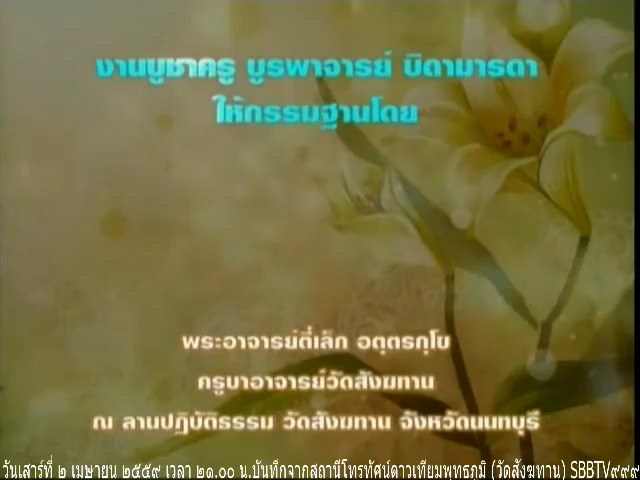 งานบูชาครู บูรพาจารย์ บิดามารดา
ให้กรรมฐานโดย
พระอาจารย์ตี๋เล็ก อตฺตรกฺโข
ครูบาอาจารย์วัดสังฆทาน
ณ ลานปฏิบัติธรรม วัดสังฆทาน จังหวัดนนทบุรี
วันเสาร์ที่ ๒ เมษายน ๒๕๕๙ เวลา ๒๑.๐๐ น.บันทึกจากสถานีโทรทัศน์ดาวเทียมพุทธภูมิ (วัดสังฆทาน) SBBTV๙๙๙